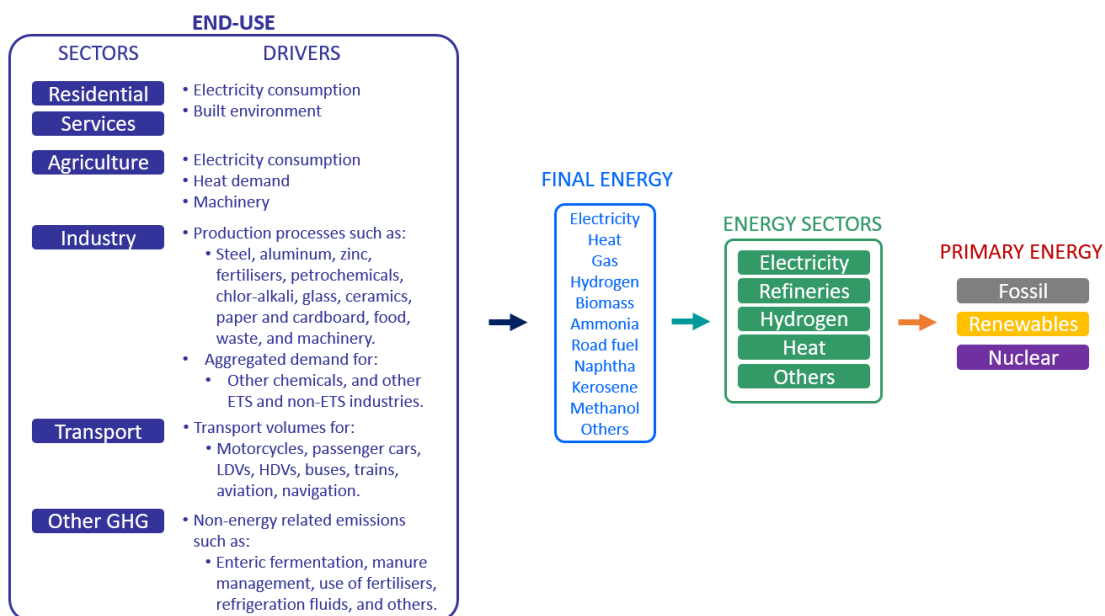 END-USE
SECTORS
DRIVERS
Residential
Services
• Electricity consumption
• Built environment
Agriculture
• Electricity consumption
• Heat demand
• Machinery
Industry
• Production processes such as:
• Steel, aluminum, zinc,
fertilisers, petrochemicals,
chlor-alkali, glass, ceramics,
paper and cardboard, food,
waste, and machinery.
• Aggregated demand for:
• Other chemicals, and other
ETS and non-ETS industries.
Transport
• Transport volumes for:
• Motorcycles, passenger cars,
LDVs, HDVs, buses, trains,
aviation, navigation.
Other GHG
• Non-energy related emissions
such as:
• Enteric fermentation, manure
management, use of fertilisers,
refrigeration fluids, and others.
FINAL ENERGY
Electricity
Heat
Gas
Hydrogen
Biomass
Ammonia
Road fuel
Naphtha
Kerosene
Methanol
Others
ENERGY SECTORS
Electricity
Refineries
Hydrogen
Heat
Others
PRIMARY ENERGY
Fossil
Renewables
Nuclear